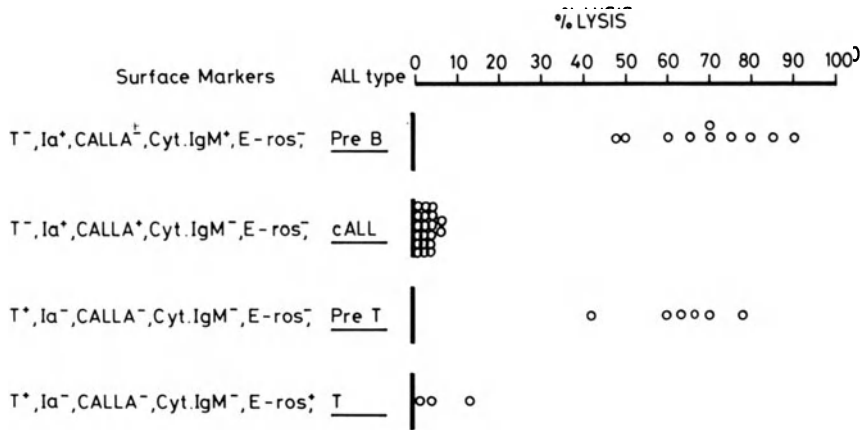 % LYSIS
0 10 20 30 40 50 60 70 80 90 100
Surface Markers ALL type
T⁻, Ia⁺, CALLA±, Cyt.IgM⁺, E-ros⁻, Pre B
T⁻, Ia⁺, CALLA⁺, Cyt.IgM⁻, E-ros⁻, cALL
T⁺, Ia⁻, CALLA⁻, Cyt.IgM⁻, E-ros⁻, Pre T
T⁺, Ia⁻, CALLA⁻, Cyt.IgM⁻, E-ros⁺, T